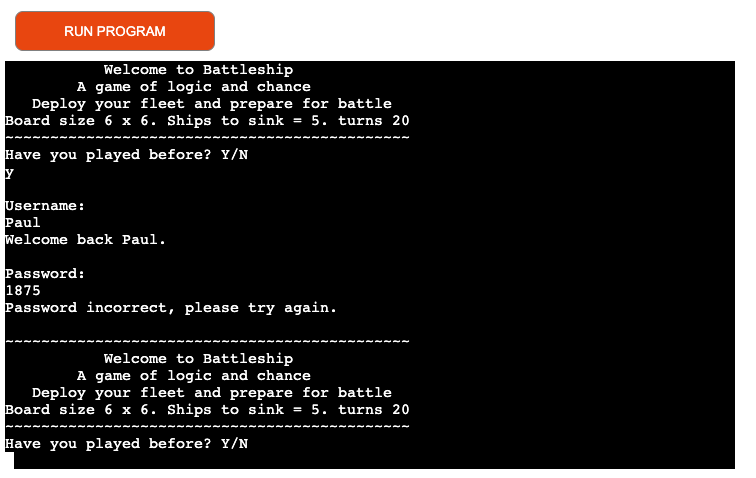 RUN PROGRAM
Welcome to Battleship
A game of logic and chance
Deploy your fleet and prepare for battle
Board size 6 x 6. Ships to sink = 5. turns 20
~~~~~~~~~~~~~~~~~~~~~~~~~~~~~~~~~~~~~~~~~~~~~
Have you played before? Y/N
y
Username:
Paul
Welcome back Paul.
Password:
1875
Password incorrect, please try again.
~~~~~~~~~~~~~~~~~~~~~~~~~~~~~~~~~~~~~~~~~~~~~
Welcome to Battleship
A game of logic and chance
Deploy your fleet and prepare for battle
Board size 6 x 6. Ships to sink = 5. turns 20
~~~~~~~~~~~~~~~~~~~~~~~~~~~~~~~~~~~~~~~~~~~~~
Have you played before? Y/N